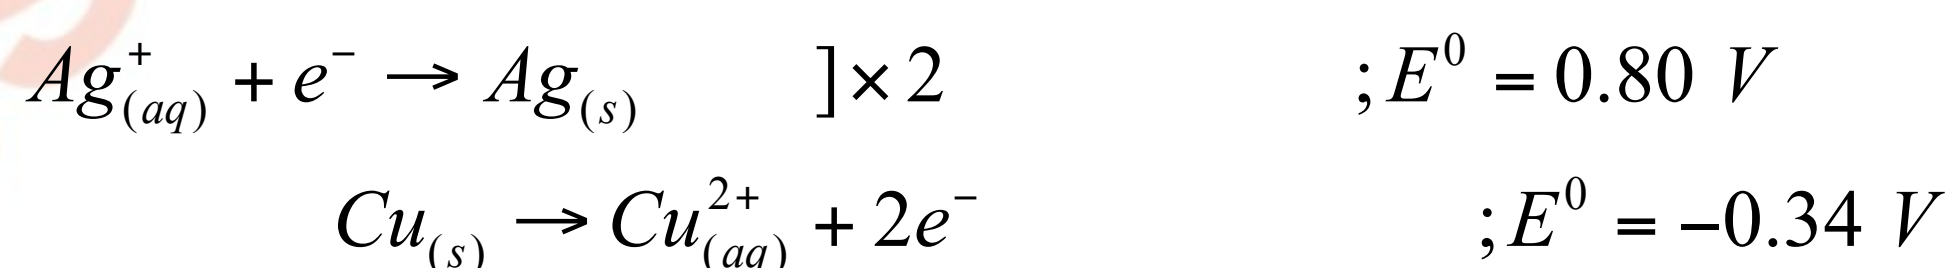 Ag⁺₍aq₎ + e⁻ → Ag₍s₎ ] × 2 ; E⁰ = 0.80 V
Cu₍s₎ → Cu²⁺₍aq₎ + 2e⁻ ; E⁰ = −0.34 V